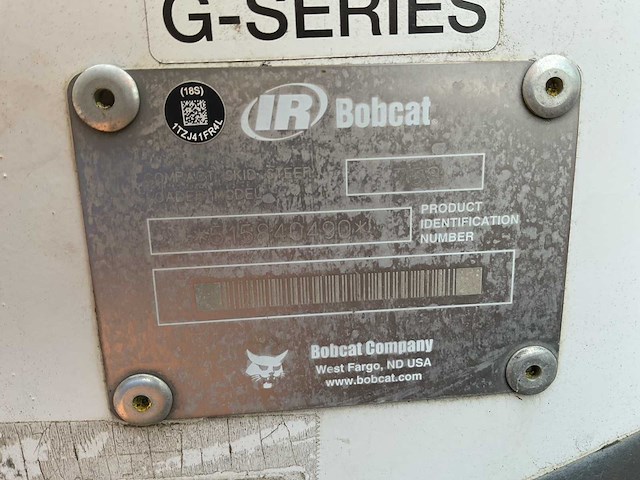 G-SERIES
(18S)
1TZJ41FR4L
IR Bobcat
COMPACT SKID STEER
LOADER MODEL
PRODUCT
IDENTIFICATION
NUMBER
Bobcat Company
West Fargo, ND USA
www.bobcat.com